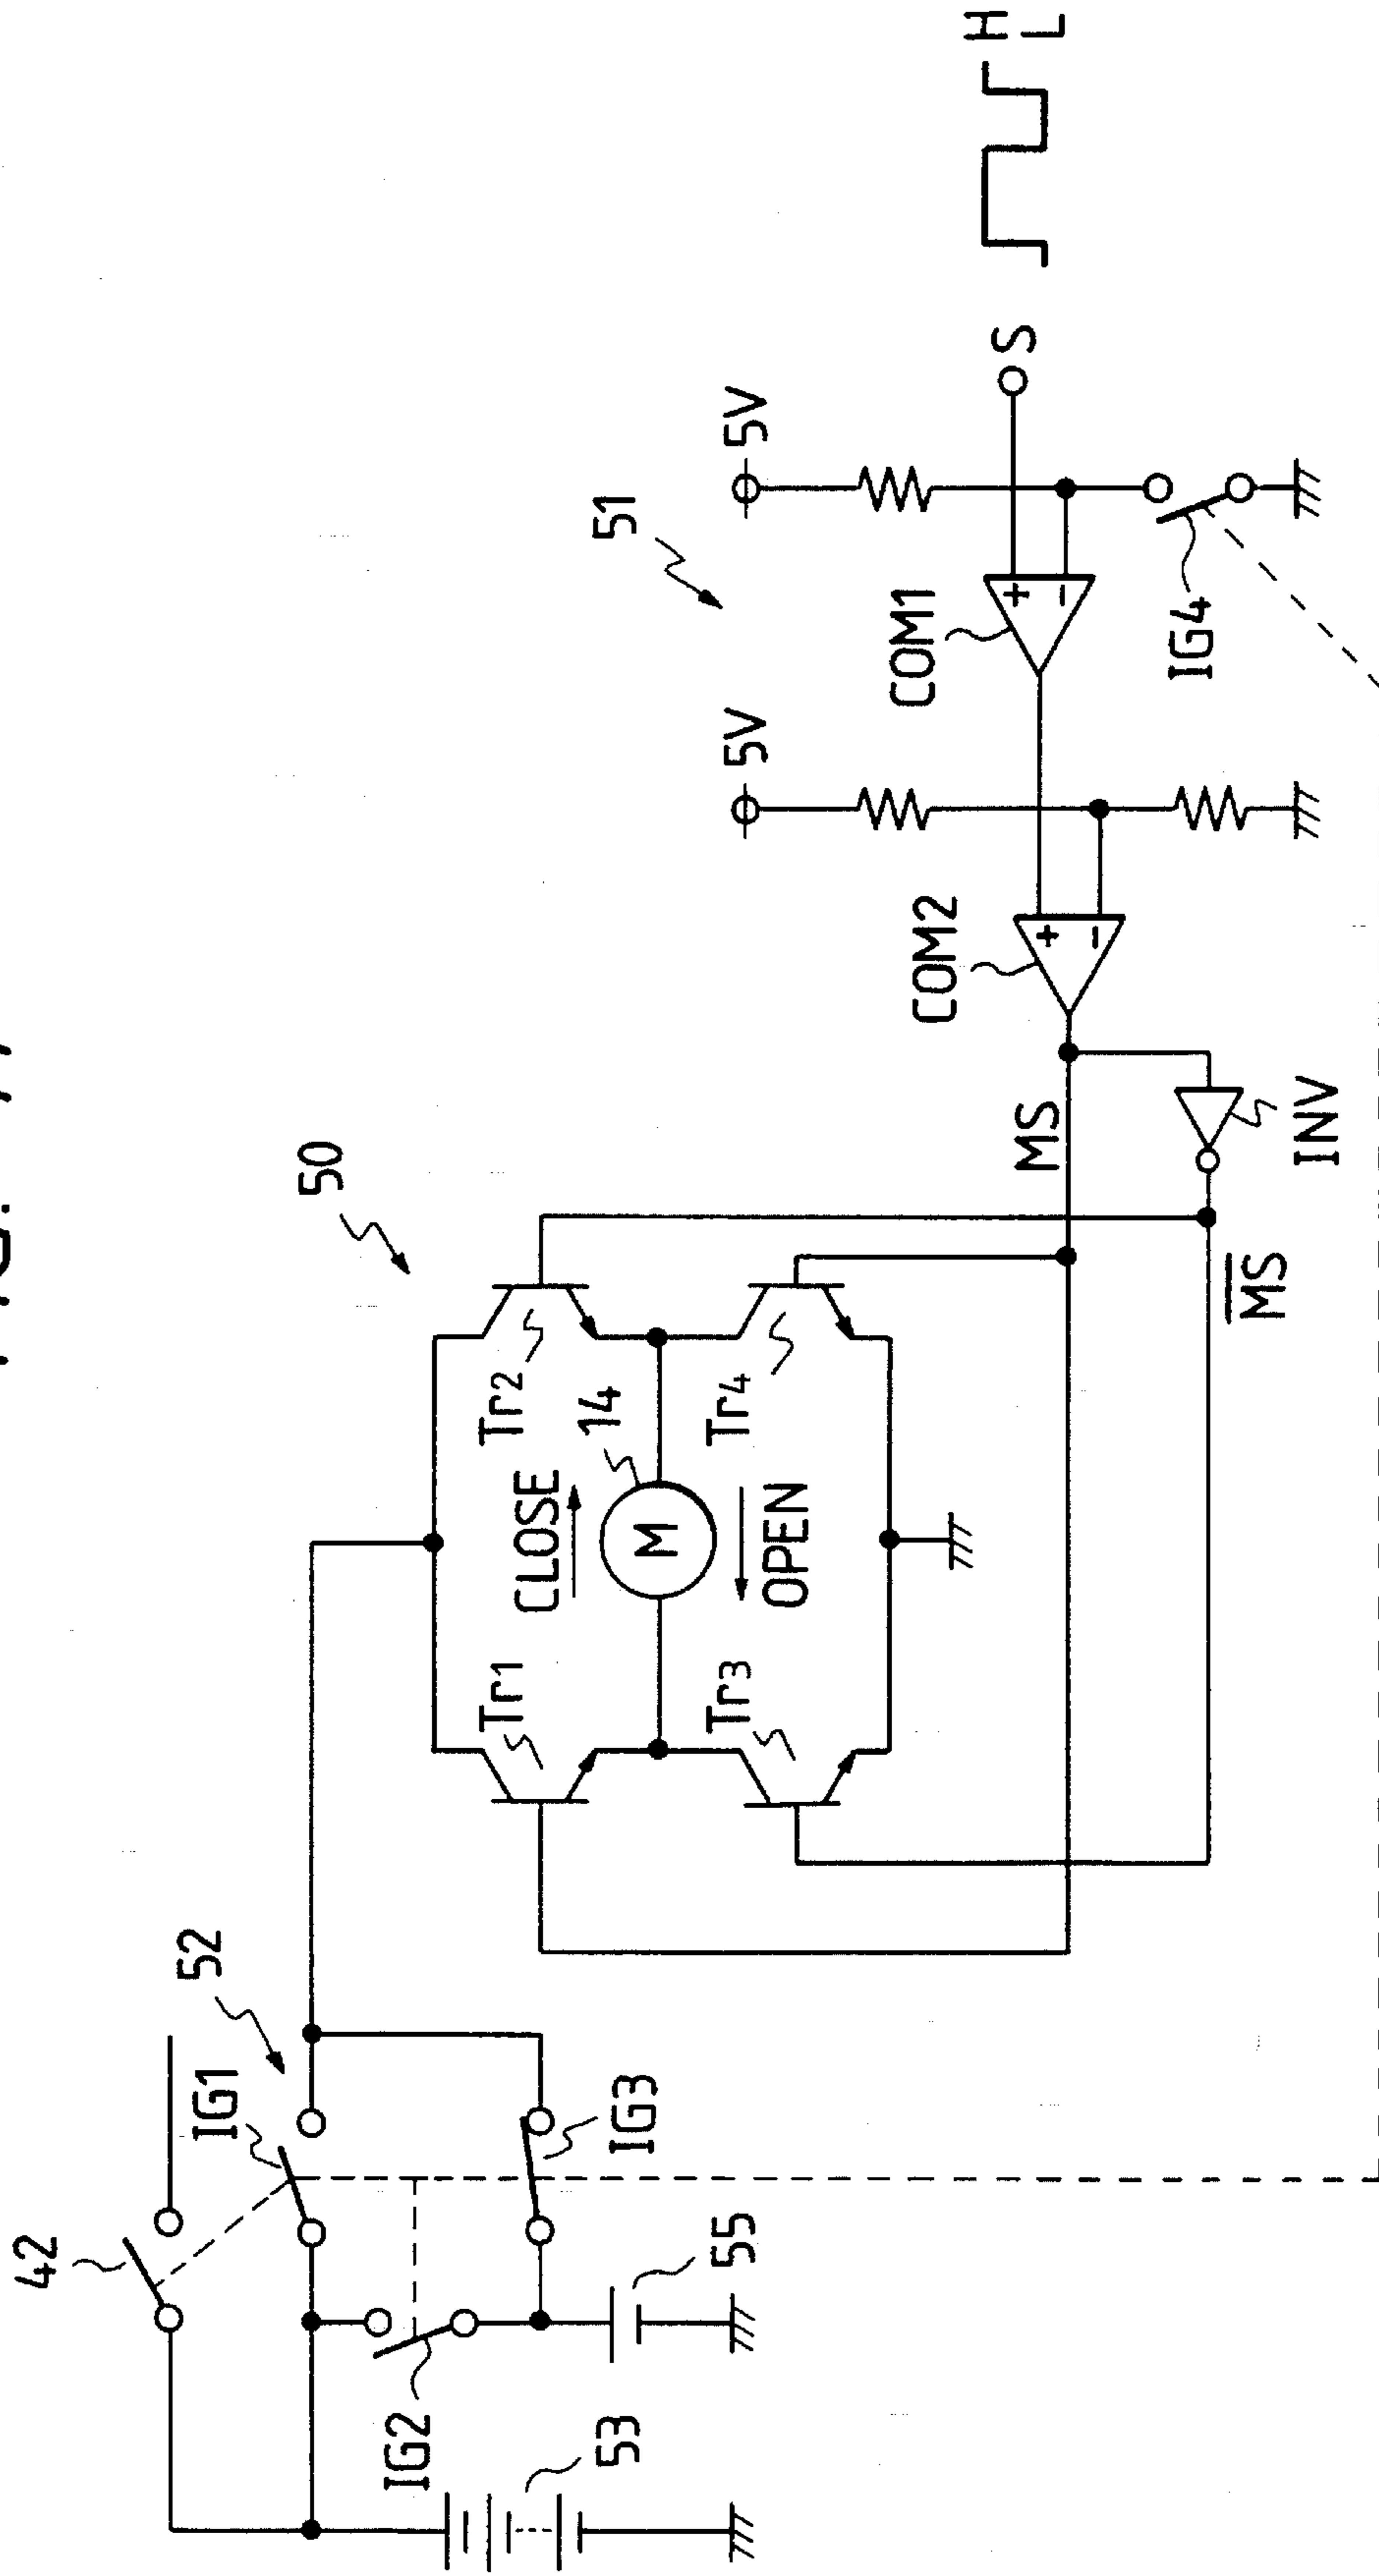 42
52
IG1
IG2
IG3
53
55
50
Tr1
Tr2
CLOSE
14
M
OPEN
Tr3
Tr4
51
5V
5V
COM1
COM2
+
-
+
-
S
H
L
IG4
MS
INV
M̅S̅